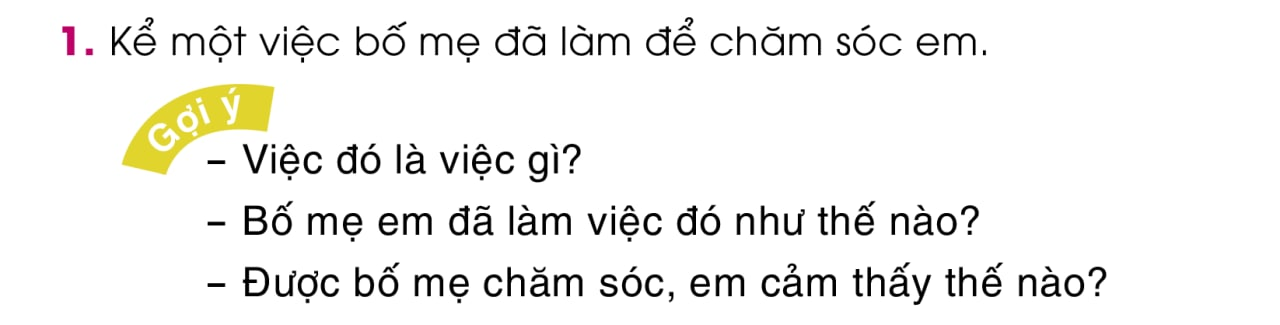 1. Kể một việc bố mẹ đã làm để chăm sóc em.
Gợi ý
– Việc đó là việc gì?
– Bố mẹ em đã làm việc đó như thế nào?
– Được bố mẹ chăm sóc, em cảm thấy thế nào?